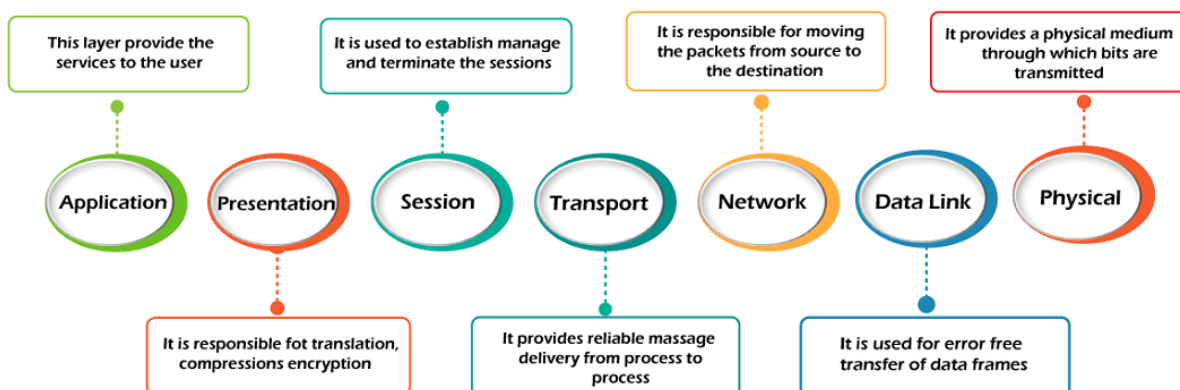 This layer provide the
services to the user
It is used to establish manage
and terminate the sessions
It is responsible for moving
the packets from source to
the destination
It provides a physical medium
through which bits are
transmitted
Application
Presentation
Session
Transport
Network
Data Link
Physical
It is responsible fot translation,
compressions encryption
It provides reliable massage
delivery from process to
process
It is used for error free
transfer of data frames